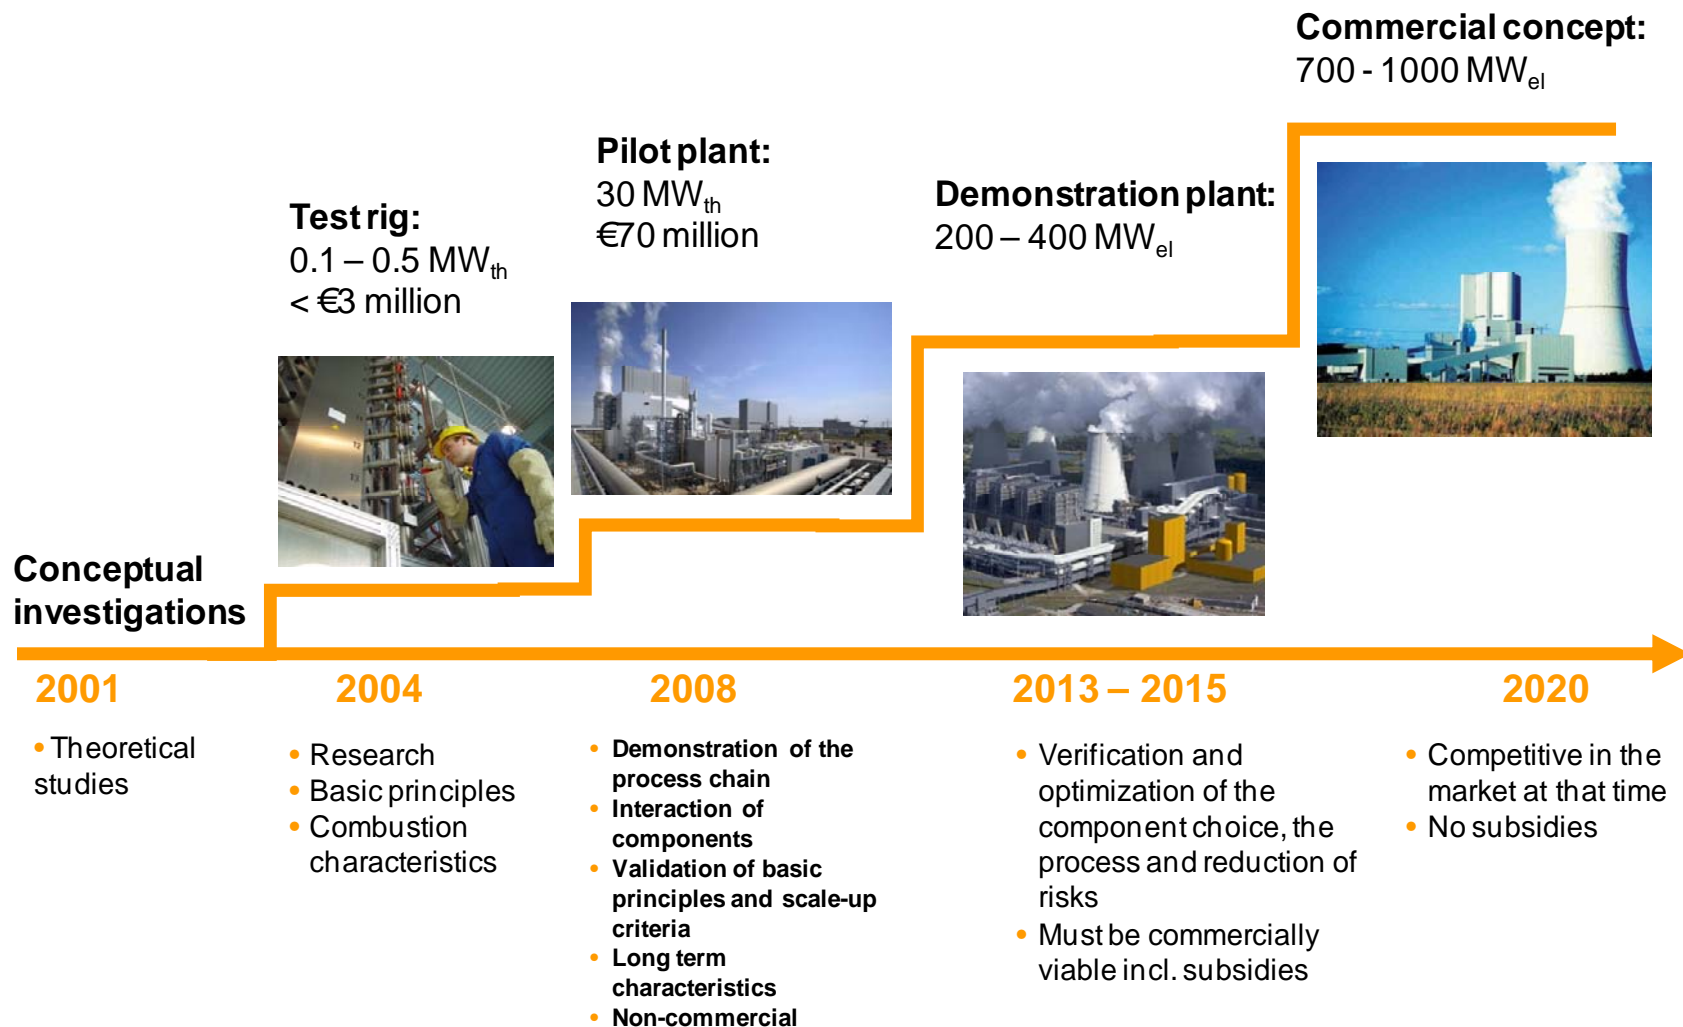 Commercial concept:
700 - 1000 MWel
Pilot plant:
30 MWth
€70 million
Demonstration plant:
200 – 400 MWel
Test rig:
0.1 – 0.5 MWth
< €3 million
Conceptual
investigations
2001
2004
2008
2013 – 2015
2020
• Theoretical
studies
• Research
• Basic principles
• Combustion
characteristics
• Demonstration of the
process chain
• Interaction of
components
• Validation of basic
principles and scale-up
criteria
• Long term
characteristics
• Non-commercial
• Verification and
optimization of the
component choice, the
process and reduction of
risks
• Must be commercially
viable incl. subsidies
• Competitive in the
market at that time
• No subsidies